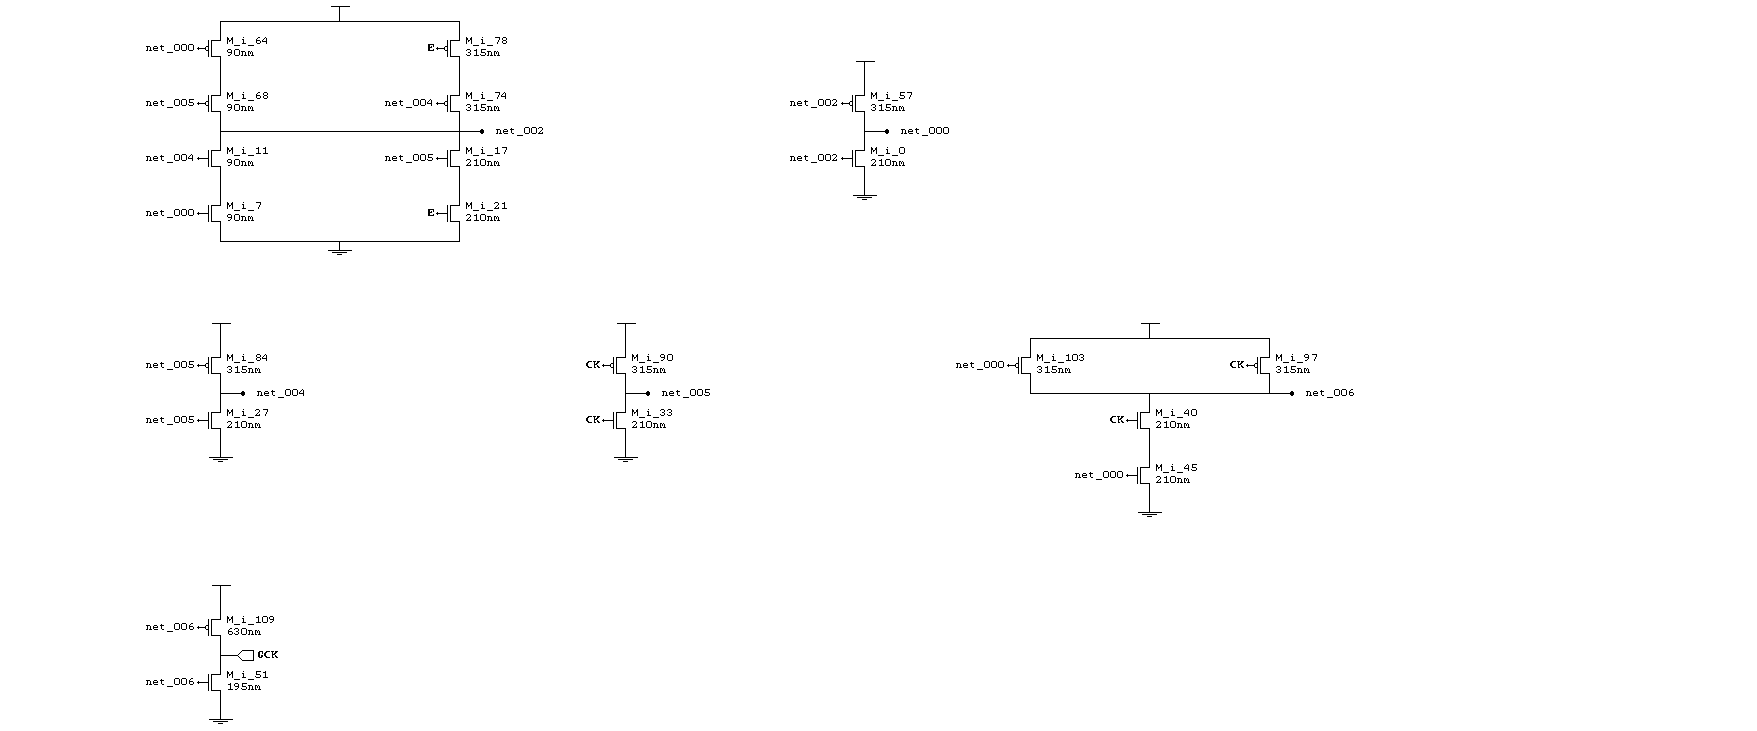 net_000 M_i_64 90nm E M_i_78 315nm
net_005 M_i_68 90nm net_004 M_i_74 315nm net_002 M_i_57 315nm
net_002 net_000
net_004 M_i_11 90nm net_005 M_i_17 210nm net_002 M_i_0 210nm
net_000 M_i_7 90nm E M_i_21 210nm
net_005 M_i_84 315nm CK M_i_90 315nm net_000 M_i_103 315nm CK M_i_97 315nm
net_004 net_005 net_006
net_005 M_i_27 210nm CK M_i_33 210nm CK M_i_40 210nm
net_000 M_i_45 210nm
net_006 M_i_109 630nm
GCK
net_006 M_i_51 195nm